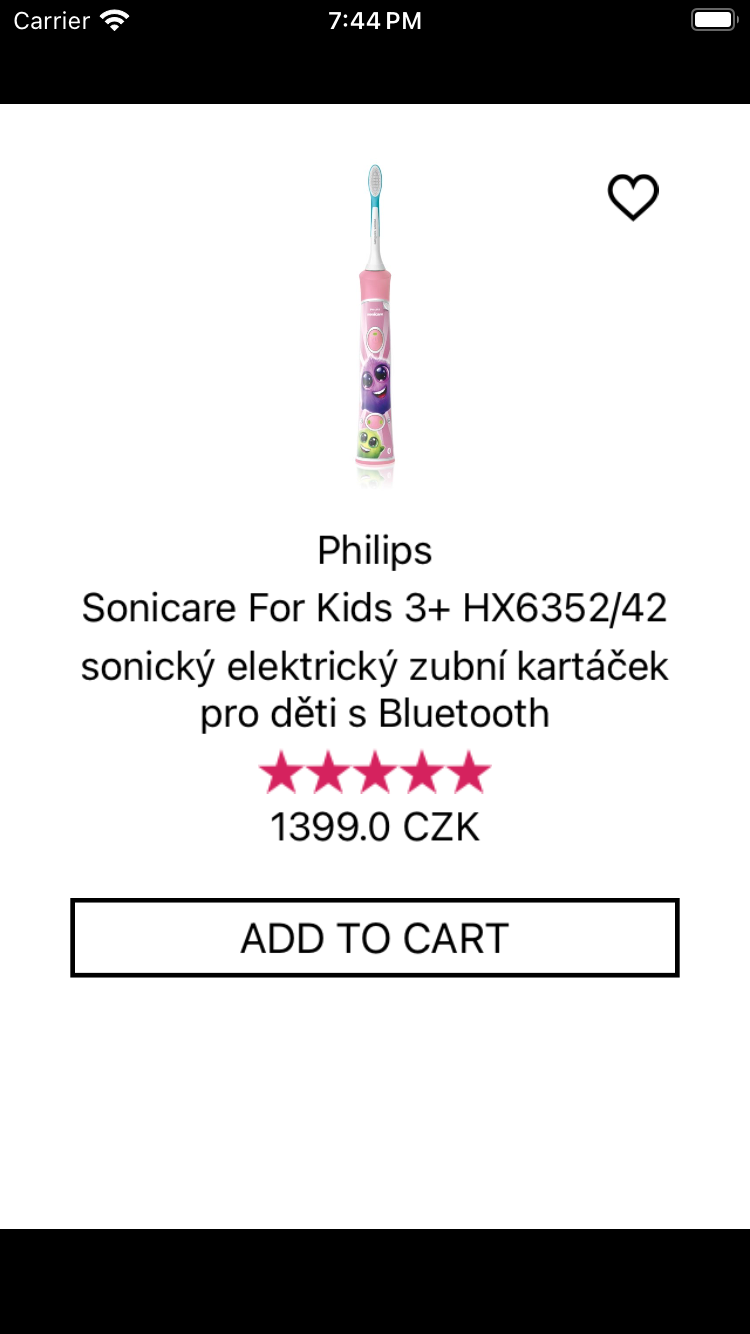 Carrier 7:44 PM
Philips
Sonicare For Kids 3+ HX6352/42
sonický elektrický zubní kartáček
pro děti s Bluetooth
1399.0 CZK
ADD TO CART